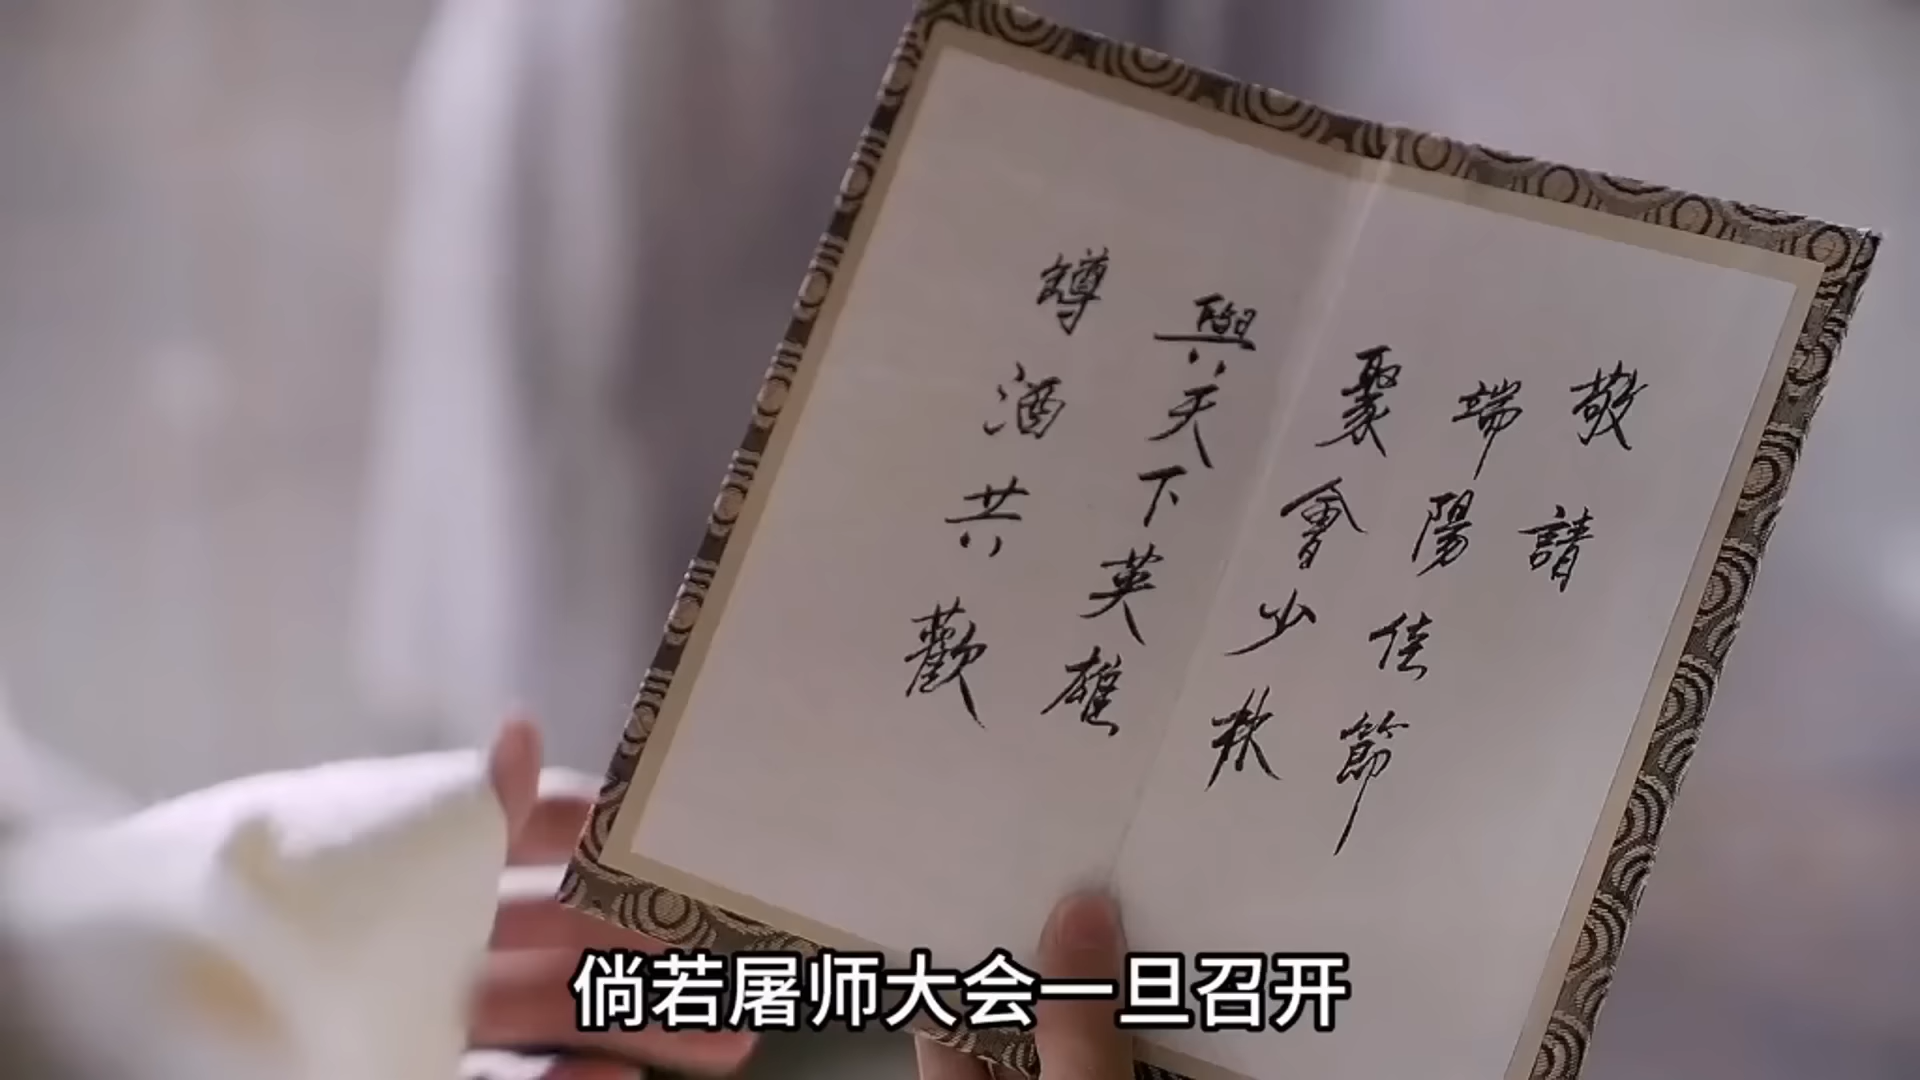 敬請
端陽佳節
聚會少林
與天下英雄
罇酒共歡
倘若屠师大会一旦召开